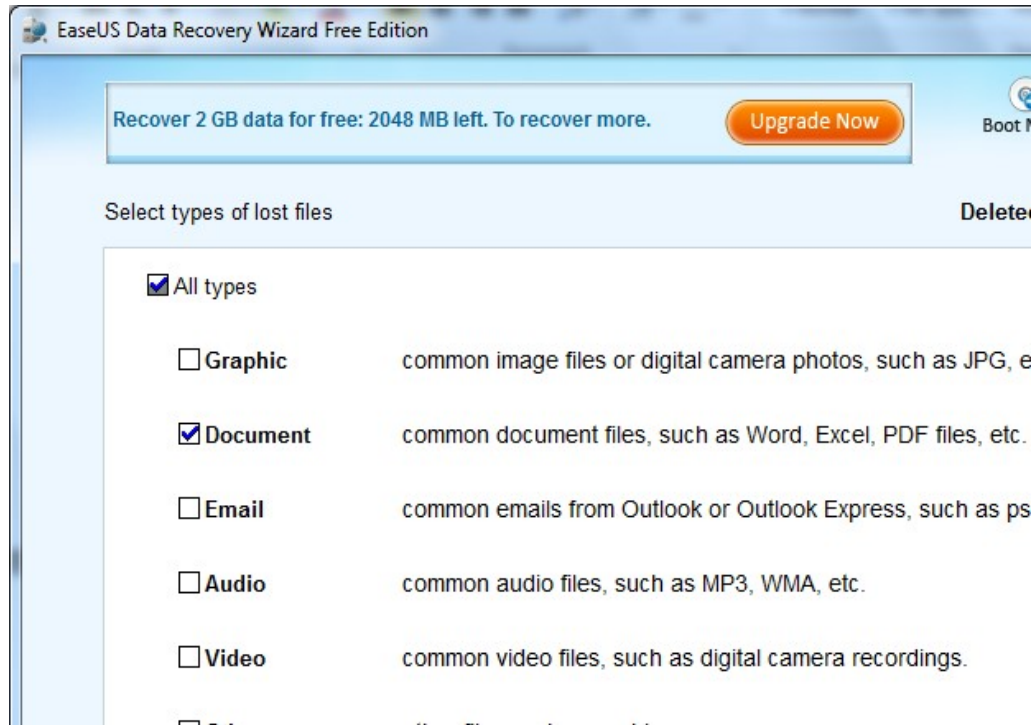 EaseUS Data Recovery Wizard Free Edition
Recover 2 GB data for free: 2048 MB left. To recover more.
Upgrade Now
Boot
Select types of lost files
Deleted
All types
Graphic common image files or digital camera photos, such as JPG, e
Document common document files, such as Word, Excel, PDF files, etc.
Email common emails from Outlook or Outlook Express, such as ps
Audio common audio files, such as MP3, WMA, etc.
Video common video files, such as digital camera recordings.